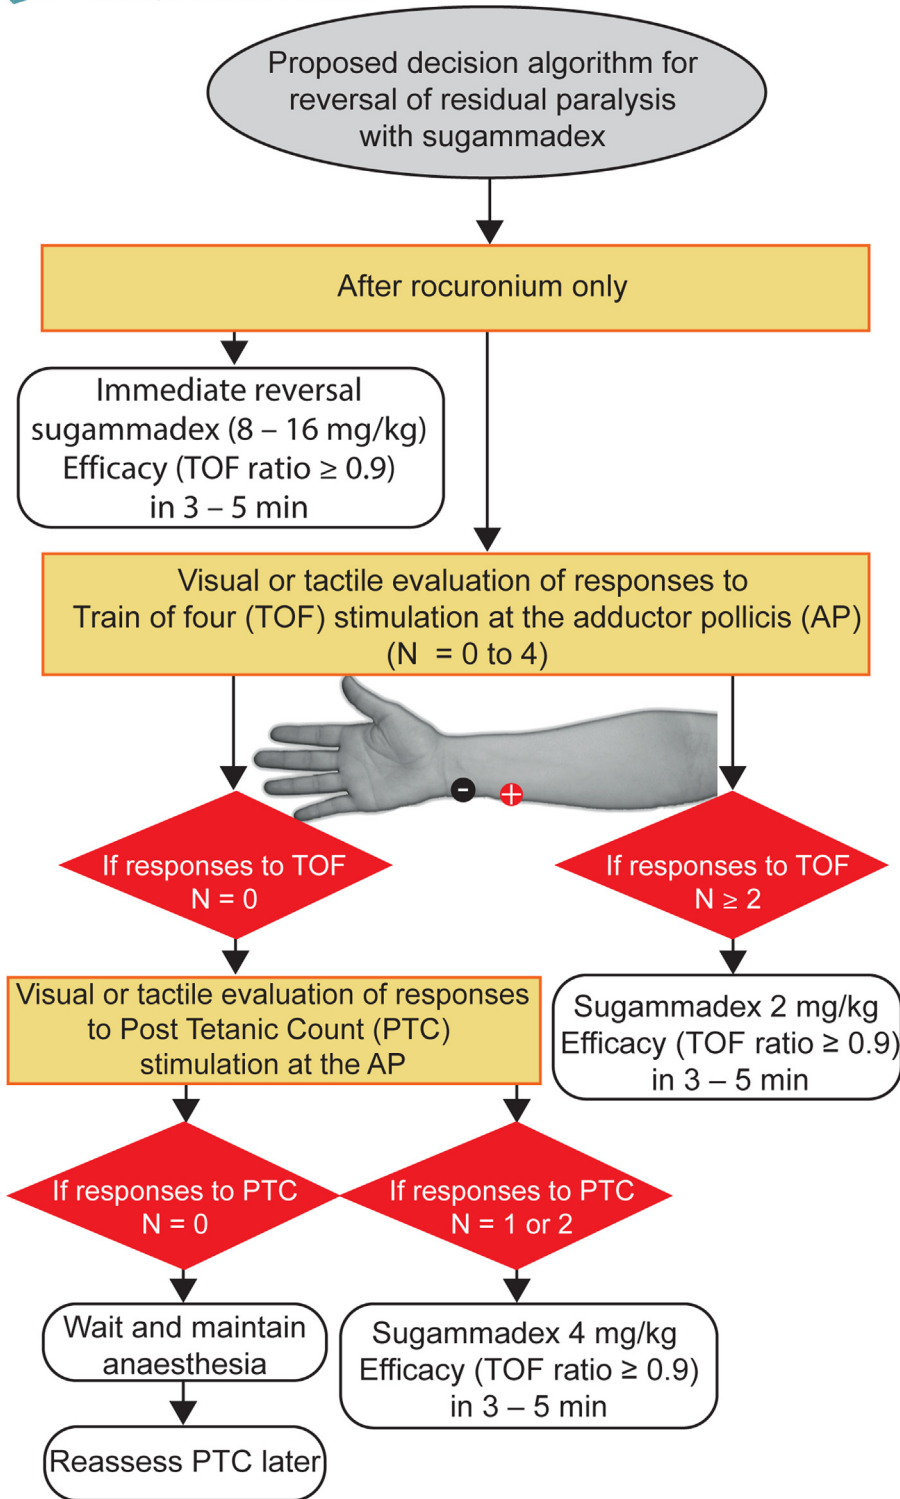 Proposed decision algorithm for
reversal of residual paralysis
with sugammadex
After rocuronium only
Immediate reversal
sugammadex (8 – 16 mg/kg)
Efficacy (TOF ratio ≥ 0.9)
in 3 – 5 min
Visual or tactile evaluation of responses to
Train of four (TOF) stimulation at the adductor pollicis (AP)
(N = 0 to 4)
-
+
If responses to TOF
N = 0
If responses to TOF
N ≥ 2
Visual or tactile evaluation of responses
to Post Tetanic Count (PTC)
stimulation at the AP
Sugammadex 2 mg/kg
Efficacy (TOF ratio ≥ 0.9)
in 3 – 5 min
If responses to PTC
N = 0
If responses to PTC
N = 1 or 2
Wait and maintain
anaesthesia
Sugammadex 4 mg/kg
Efficacy (TOF ratio ≥ 0.9)
in 3 – 5 min
Reassess PTC later